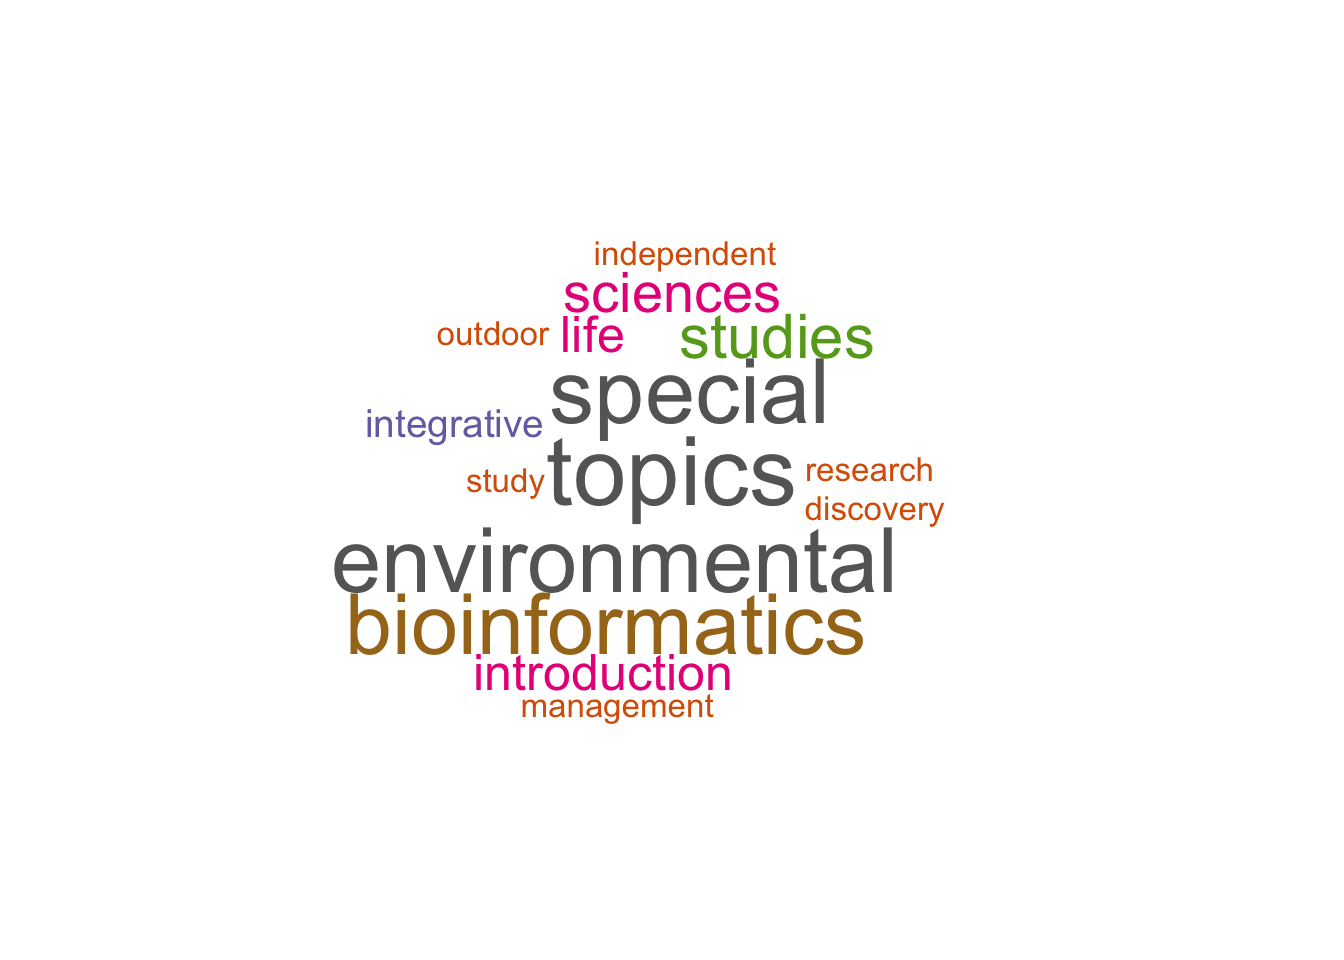 independent
sciences
outdoor life studies
special
integrative
topics research
study
discovery
environmental
bioinformatics
introduction
management